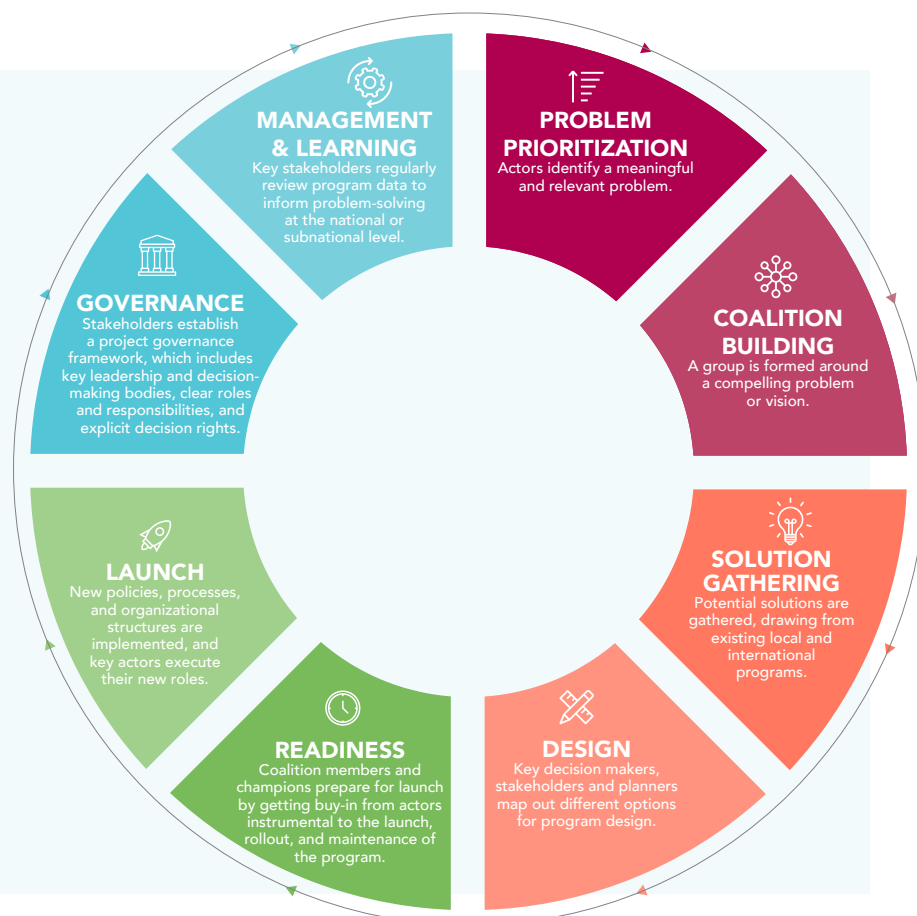 PROBLEM
PRIORITIZATION
Actors identify a meaningful
and relevant problem.
COALITION
BUILDING
A group is formed around
a compelling problem
or vision.
SOLUTION
GATHERING
Potential solutions are
gathered, drawing from
existing local and
international
programs.
DESIGN
Key decision makers,
stakeholders and planners
map out different options
for program design.
READINESS
Coalition members and
champions prepare for launch
by getting buy-in from actors
instrumental to the launch,
rollout, and maintenance of
the program.
LAUNCH
New policies, processes,
and organizational
structures are
implemented, and
key actors execute
their new roles.
GOVERNANCE
Stakeholders establish
a project governance
framework, which includes
key leadership and decision-
making bodies, clear roles
and responsibilities, and
explicit decision rights.
MANAGEMENT
& LEARNING
Key stakeholders regularly
review program data to
inform problem-solving
at the national or
subnational level.